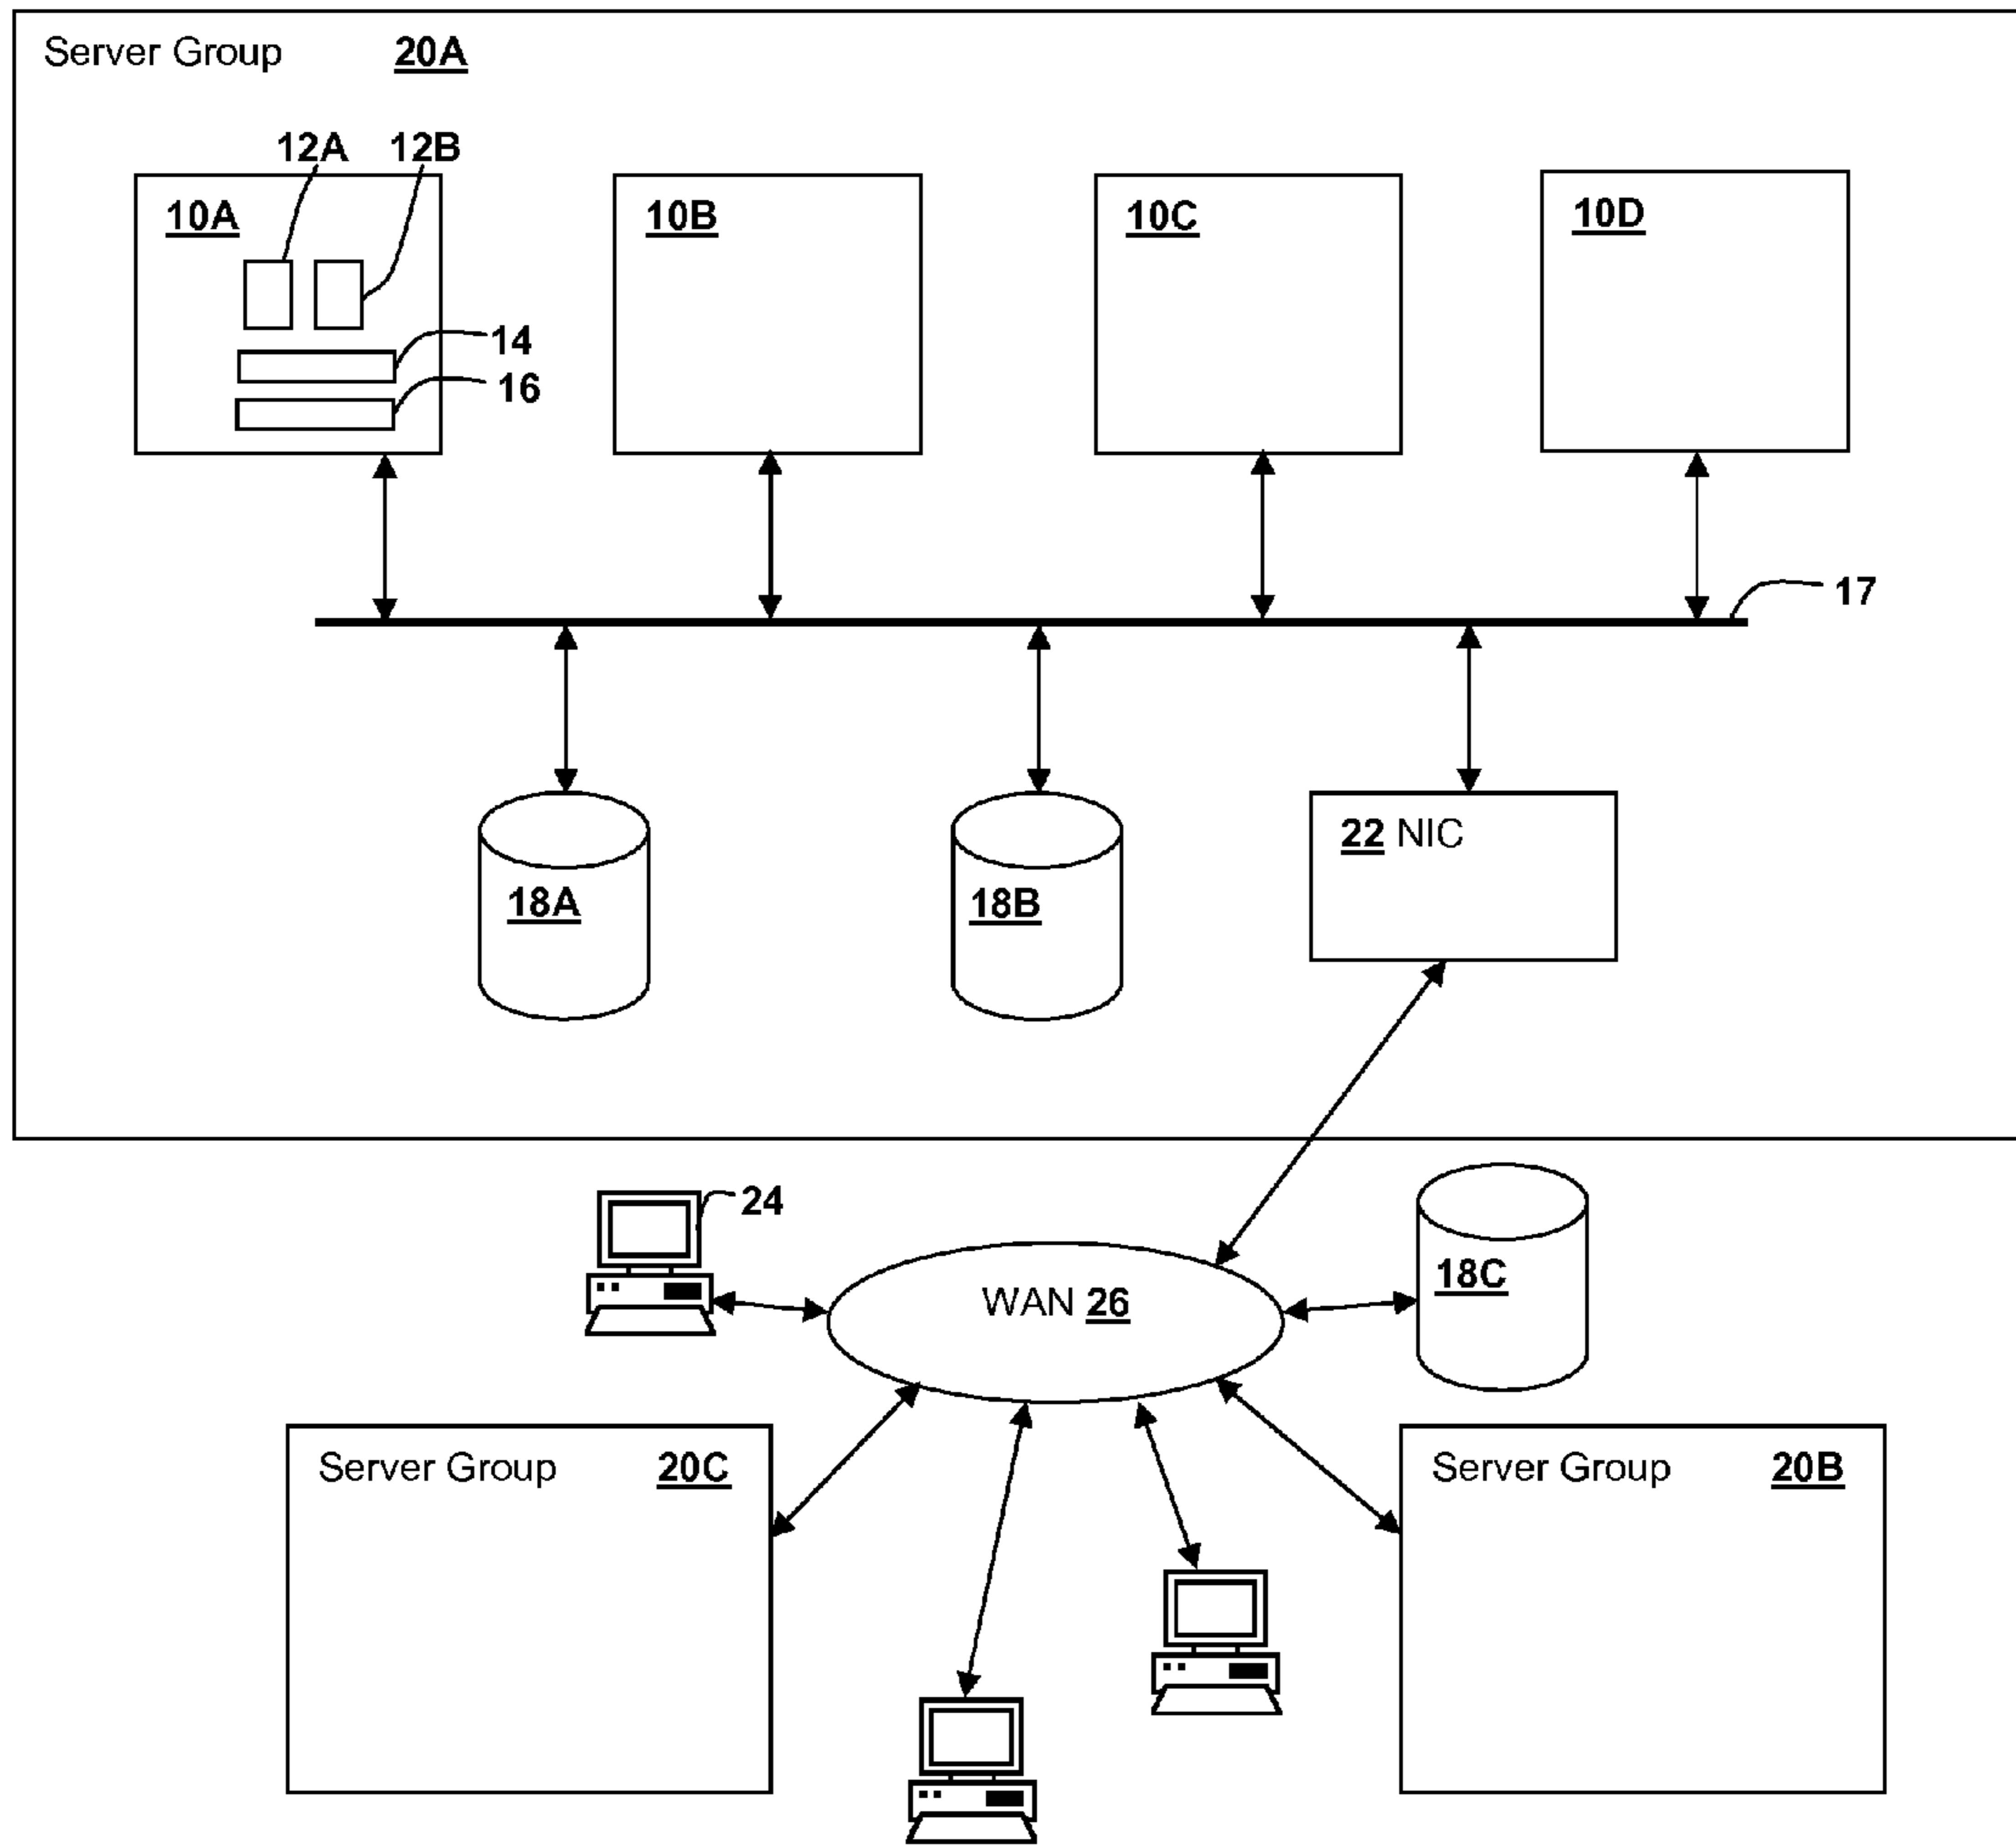 Server Group 20A
12A 12B
10A 10B 10C 10D
14
16
17
18A 18B 22 NIC
24
WAN 26 18C
Server Group 20C Server Group 20B